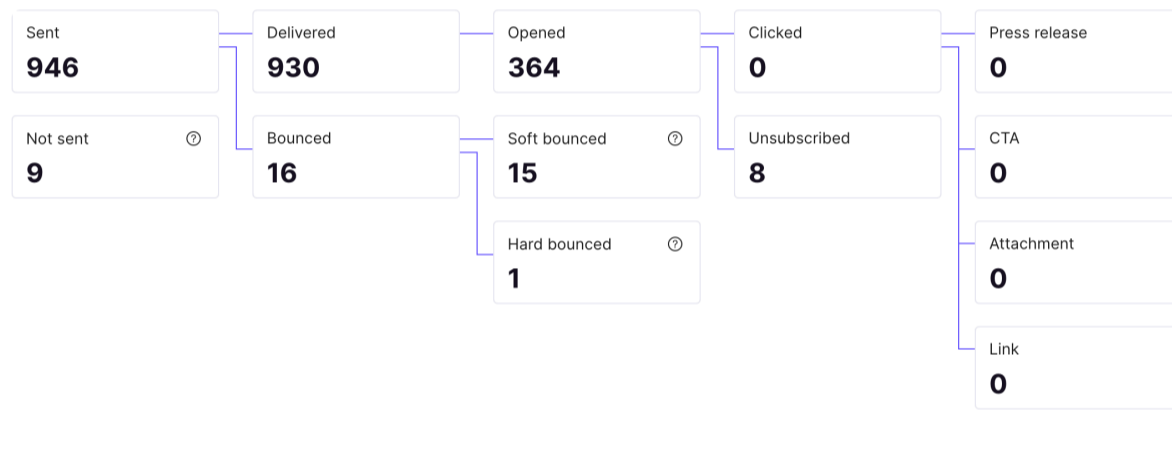 Sent
946
Delivered
930
Opened
364
Clicked
0
Press release
0
Not sent
9
Bounced
16
Soft bounced
15
Unsubscribed
8
CTA
0
Hard bounced
1
Attachment
0
Link
0